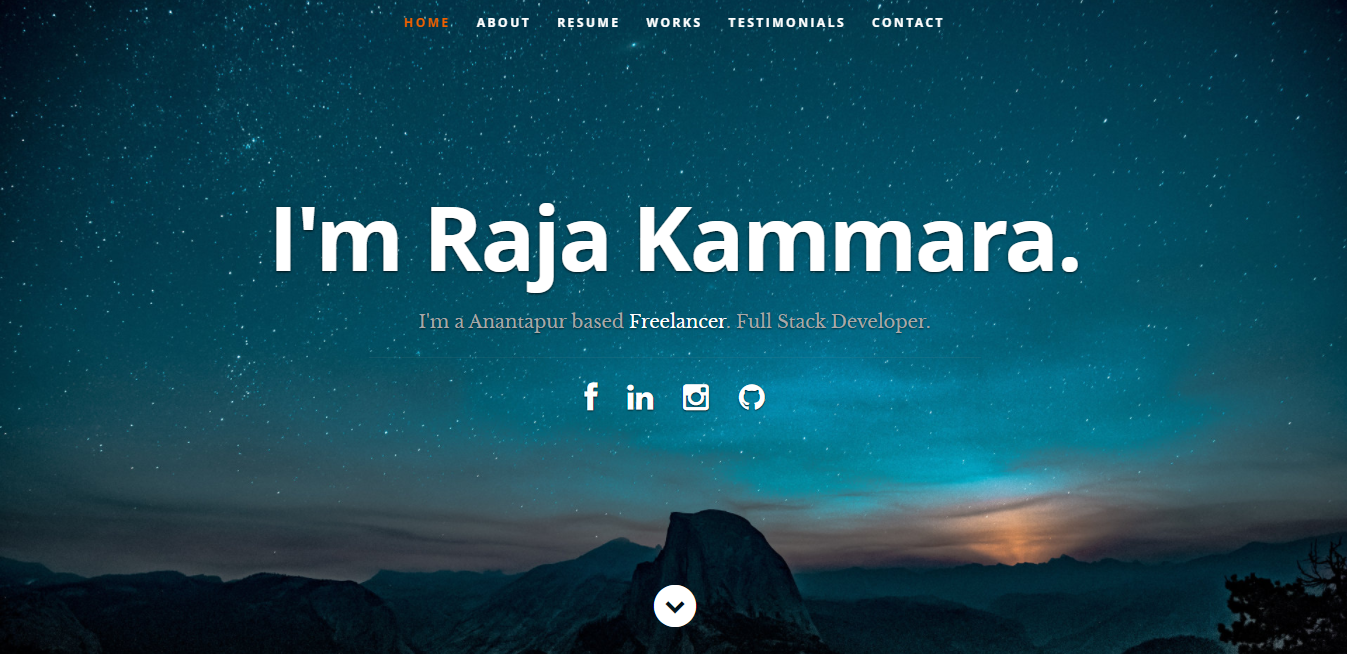 HOME ABOUT RESUME WORKS TESTIMONIALS CONTACT
I'm Raja Kammara.
I'm a Anantapur based Freelancer. Full Stack Developer.